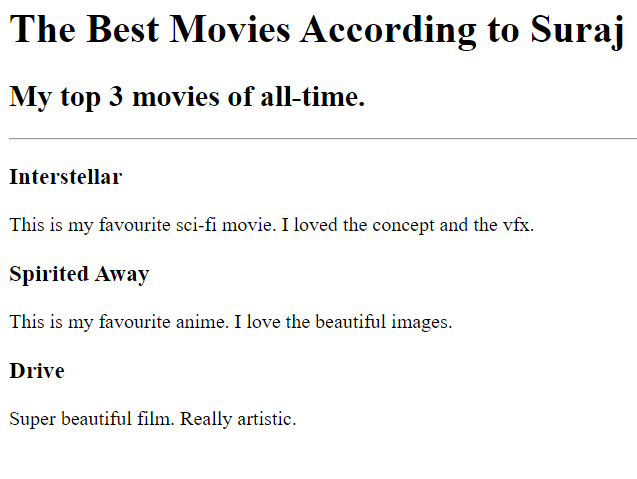 The Best Movies According to Suraj
My top 3 movies of all-time.
Interstellar
This is my favourite sci-fi movie. I loved the concept and the vfx.
Spirited Away
This is my favourite anime. I love the beautiful images.
Drive
Super beautiful film. Really artistic.